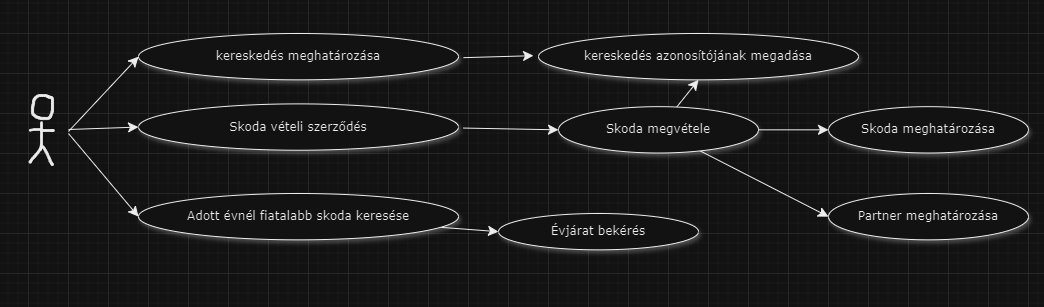 kereskedés meghatározása
kereskedés azonosítójának megadása
Skoda vételi szerződés
Skoda megvétele
Skoda meghatározása
Adott évnél fiatalabb skoda keresése
Évjárat bekérés
Partner meghatározása